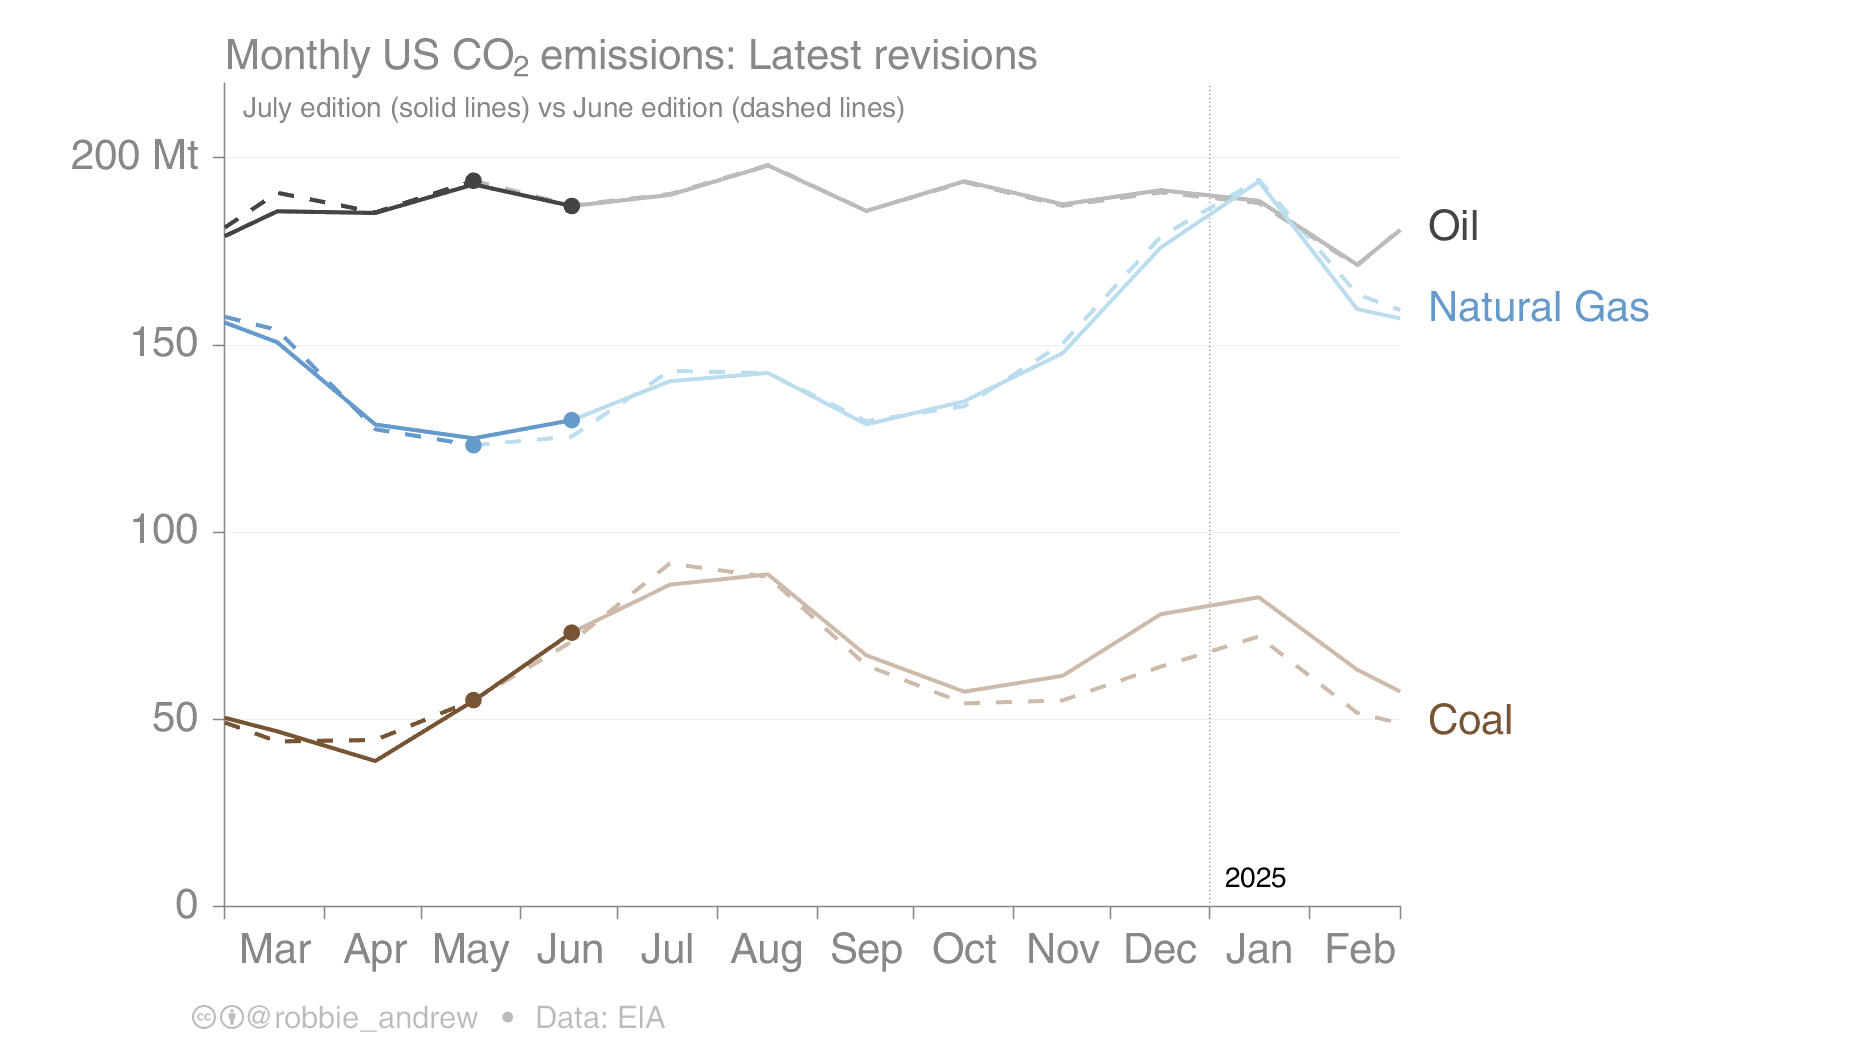 Monthly US CO₂ emissions: Latest revisions
July edition (solid lines) vs June edition (dashed lines)
200 Mt
150
100
50
0
Oil
Natural Gas
Coal
2025
Mar Apr May Jun Jul Aug Sep Oct Nov Dec Jan Feb
cc @robbie_andrew • Data: EIA